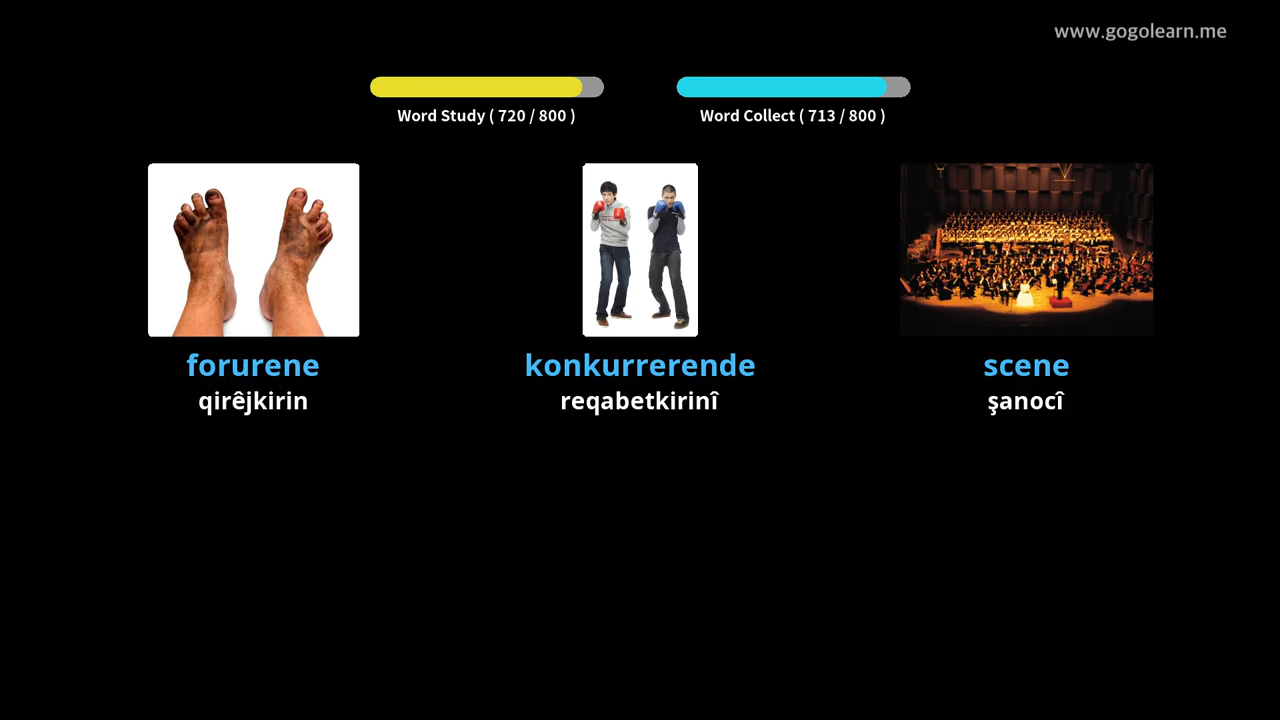 www.gogolearn.me
Word Study ( 720 / 800 )
Word Collect ( 713 / 800 )
forurene
qirêjkirin
konkurrerende
reqabetkirinî
scene
şanocî